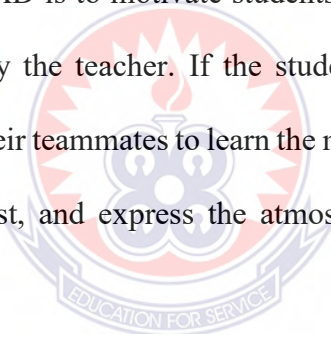 AD is to motivate students
y the teacher. If the stude
eir teammates to learn the
st, and express the atmos
EDUCATION FOR SERVICE